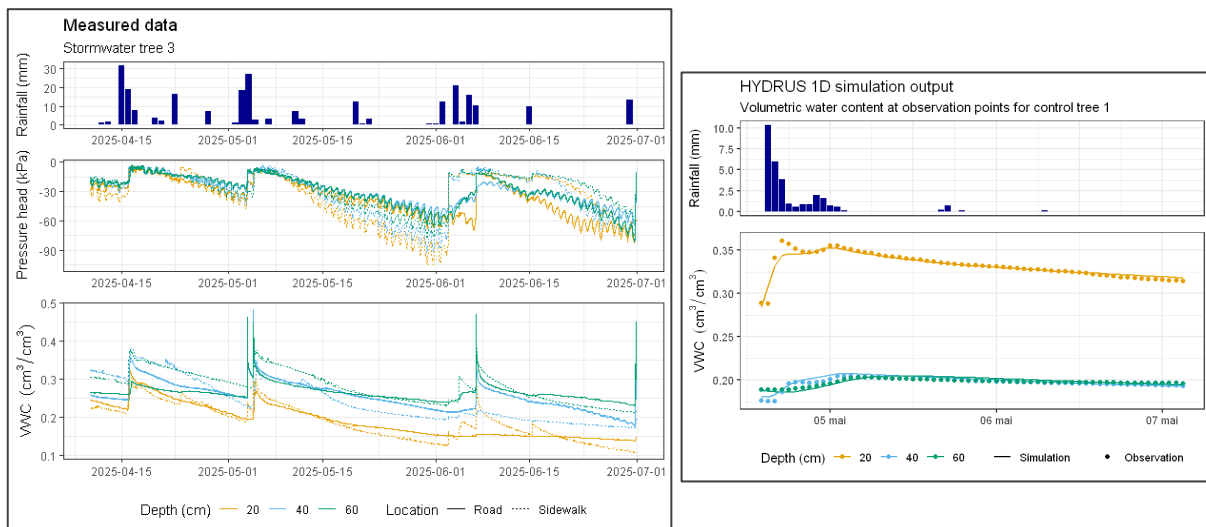 Measured data
Stormwater tree 3
Rainfall (mm)
30
20
10
0
2025-04-15 2025-05-01 2025-05-15 2025-06-01 2025-06-15 2025-07-01
Pressure head (kPa)
0
-30
-60
-90
2025-04-15 2025-05-01 2025-05-15 2025-06-01 2025-06-15 2025-07-01
VWC (cm³/cm³)
0.5
0.4
0.3
0.2
0.1
2025-04-15 2025-05-01 2025-05-15 2025-06-01 2025-06-15 2025-07-01
Depth (cm) 20 40 60 Location Road Sidewalk
HYDRUS 1D simulation output
Volumetric water content at observation points for control tree 1
Rainfall (mm)
10.0
7.5
5.0
2.5
0.0
VWC (cm³/cm³)
0.35
0.30
0.25
0.20
05 mai 06 mai 07 mai
Depth (cm) 20 40 60 Simulation Observation